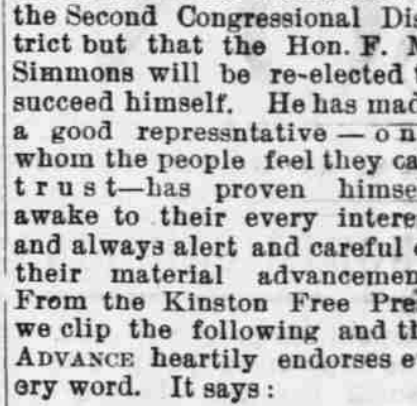 the Second Congressional Di
trict but that the Hon. F.
Simmons will be re-elected
succeed himself. He has mad
a good repressntative — on
whom the people feel they ca
trust—has proven himse
awake to their every intere
and always alert and careful
their material advancemen
From the Kinston Free Pre
we clip the following and th
ADVANCE heartily endorses e
ery word. It says :